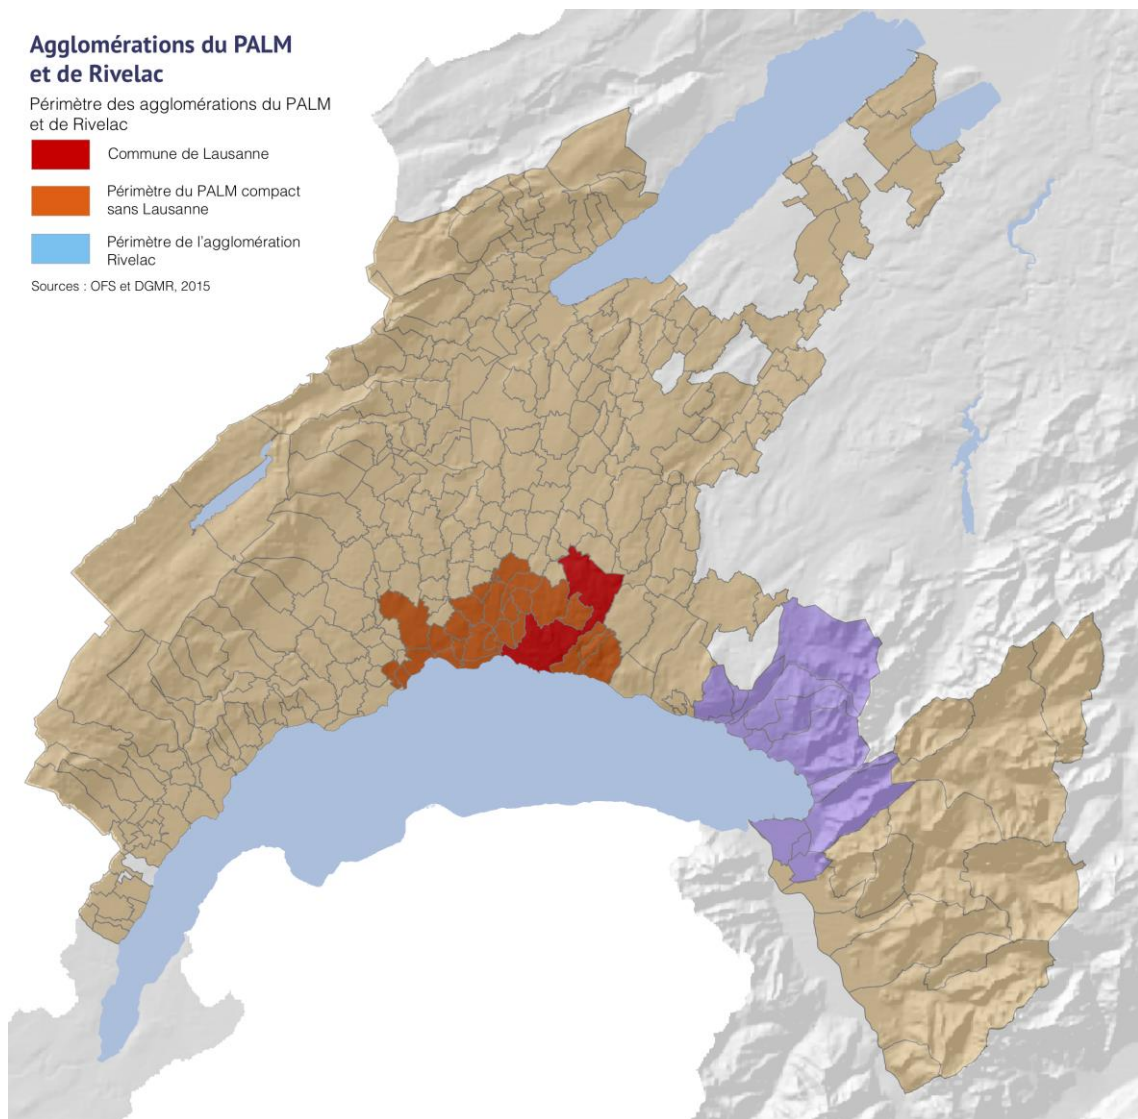 Agglomérations du PALM
et de Rivelac
Périmètre des agglomérations du PALM
et de Rivelac
Commune de Lausanne
Périmètre du PALM compact
sans Lausanne
Périmètre de l'agglomération
Rivelac
Sources : OFS et DGMR, 2015